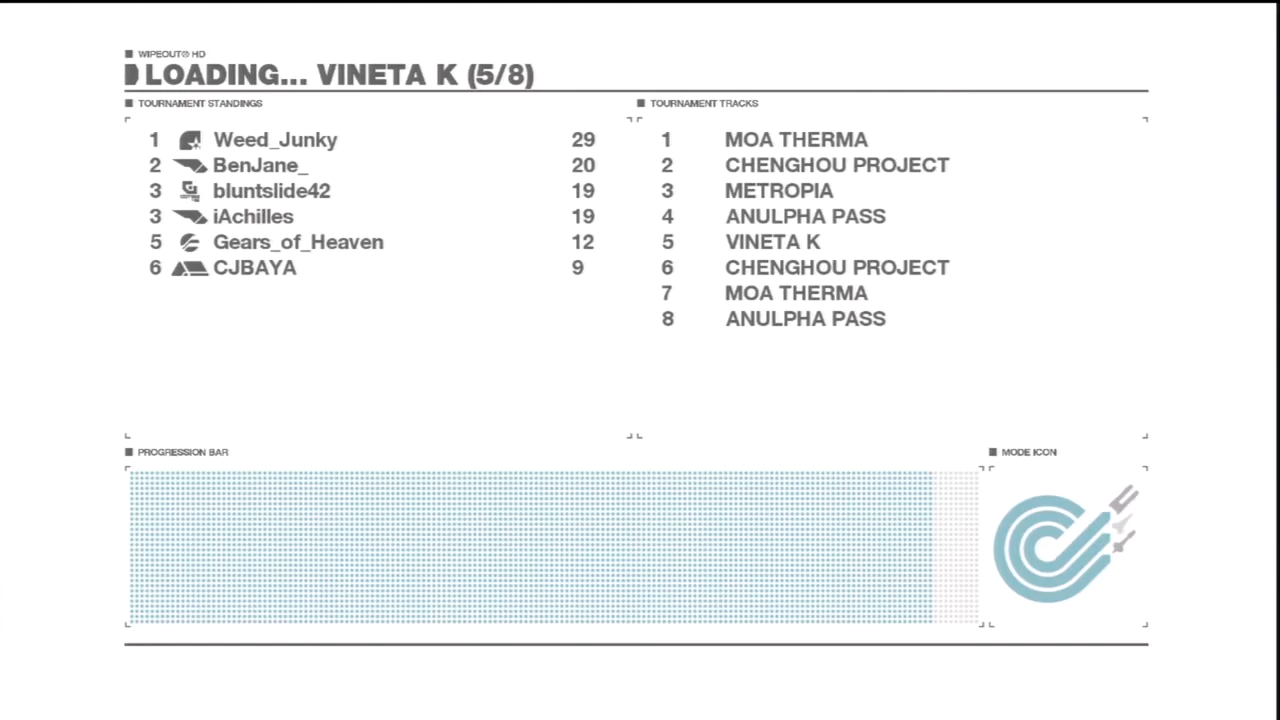 WIPEOUT® HD
LOADING... VINETA K (5/8)
TOURNAMENT STANDINGS
1 Weed_Junky 29
2 BenJane_ 20
3 bluntslide42 19
3 iAchilles 19
5 Gears_of_Heaven 12
6 CJBAYA 9
TOURNAMENT TRACKS
1 MOA THERMA
2 CHENGHOU PROJECT
3 METROPIA
4 ANULPHA PASS
5 VINETA K
6 CHENGHOU PROJECT
7 MOA THERMA
8 ANULPHA PASS
PROGRESSION BAR
MODE ICON